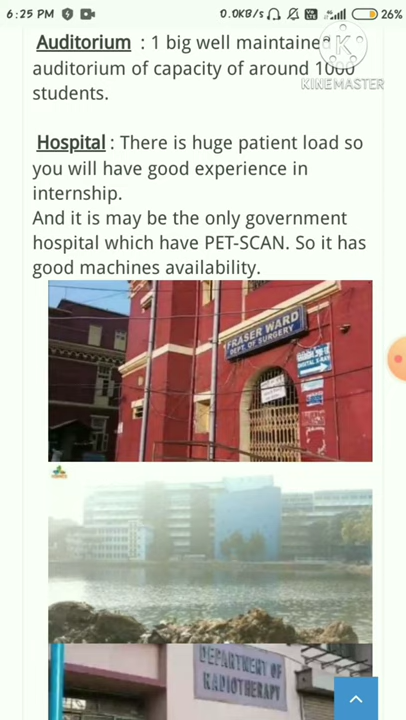 6:25 PM
0.0KB/s
26%
Auditorium : 1 big well maintained
auditorium of capacity of around 1000
students.
KINEMASTER
Hospital : There is huge patient load so
you will have good experience in
internship.
And it is may be the only government
hospital which have PET-SCAN. So it has
good machines availability.
FRASER WARD
DEPT. OF SURGERY
DIGITAL X-RAY
DEPARTMENT OF
RADIOTHERAPY